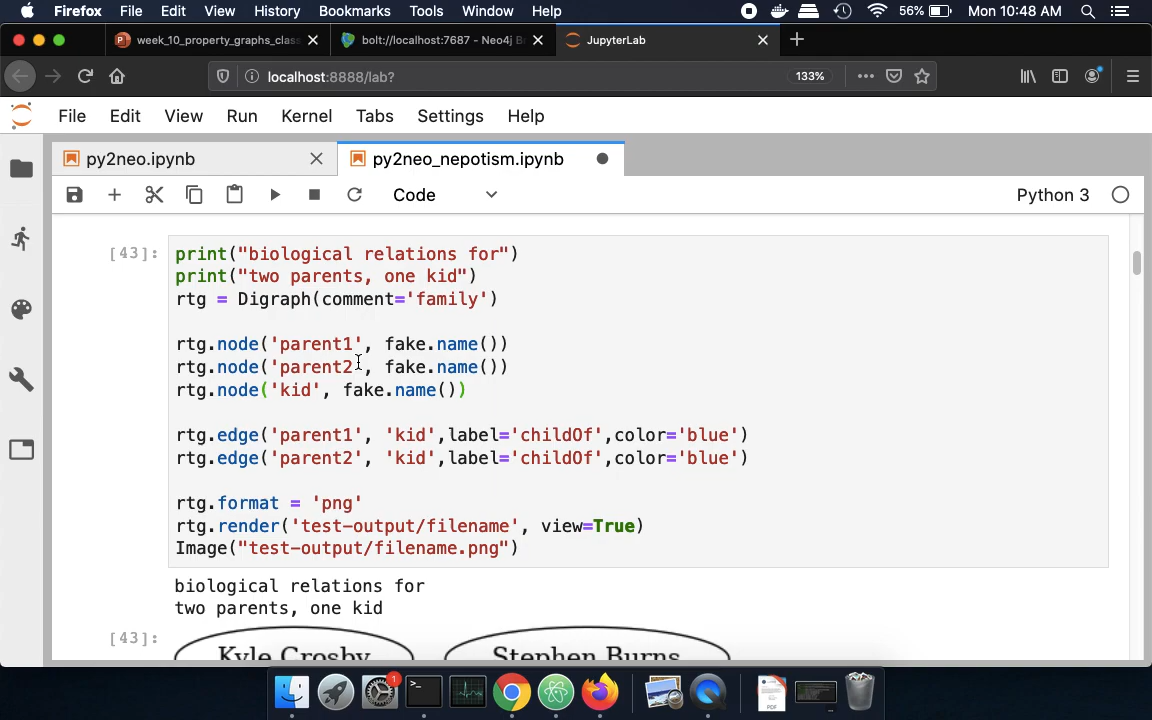 Firefox File Edit View History Bookmarks Tools Window Help 56% Mon 10:48 AM
week_10_property_graphs_clas bolt://localhost:7687 - Neo4j Br JupyterLab
localhost:8888/lab? 133%
File Edit View Run Kernel Tabs Settings Help
py2neo.ipynb py2neo_nepotism.ipynb
Code Python 3
[43]: print("biological relations for")
print("two parents, one kid")
rtg = Digraph(comment='family')
rtg.node('parent1', fake.name())
rtg.node('parent2', fake.name())
rtg.node('kid', fake.name())
rtg.edge('parent1', 'kid',label='childOf',color='blue')
rtg.edge('parent2', 'kid',label='childOf',color='blue')
rtg.format = 'png'
rtg.render('test-output/filename', view=True)
Image("test-output/filename.png")
biological relations for
two parents, one kid
[43]:
Kyle Crosby Stephen Burns
1
PDF